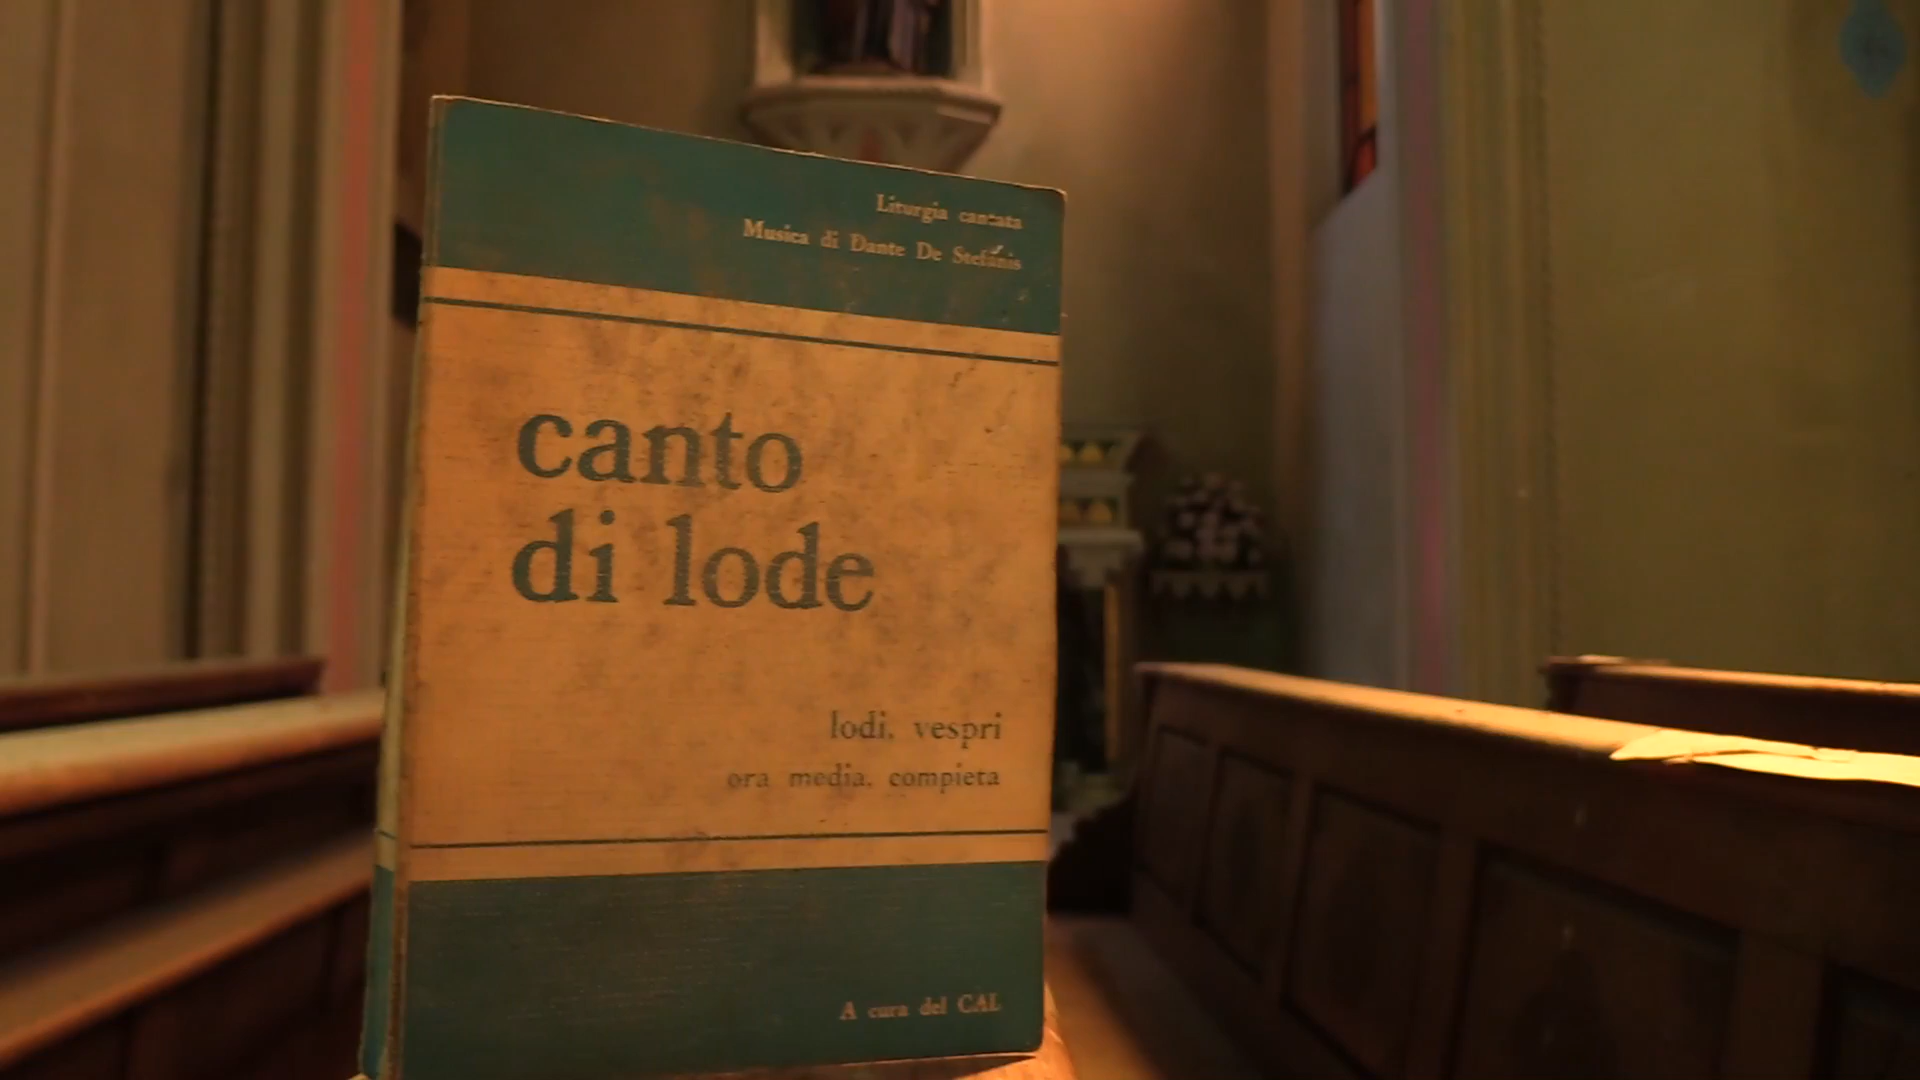 Liturgia cantata
Musica di Dante De Stefanis
canto
di lode
lodi, vespri
ora media, compieta
A cura del CAL